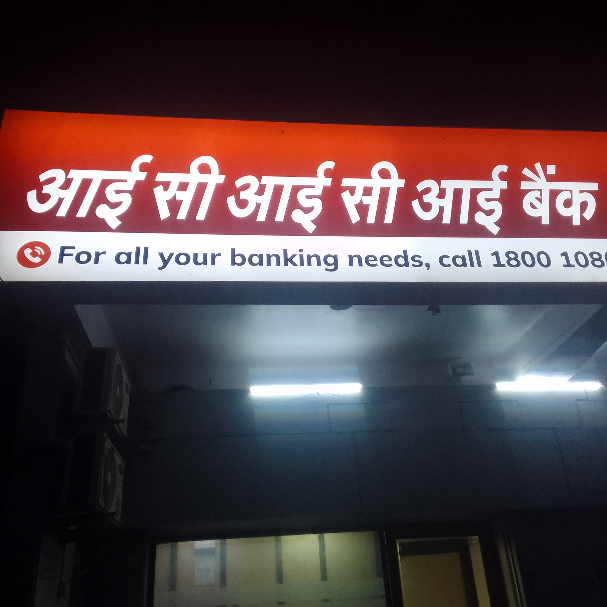 आई सी आई सी आई बैंक
For all your banking needs, call 1800 108